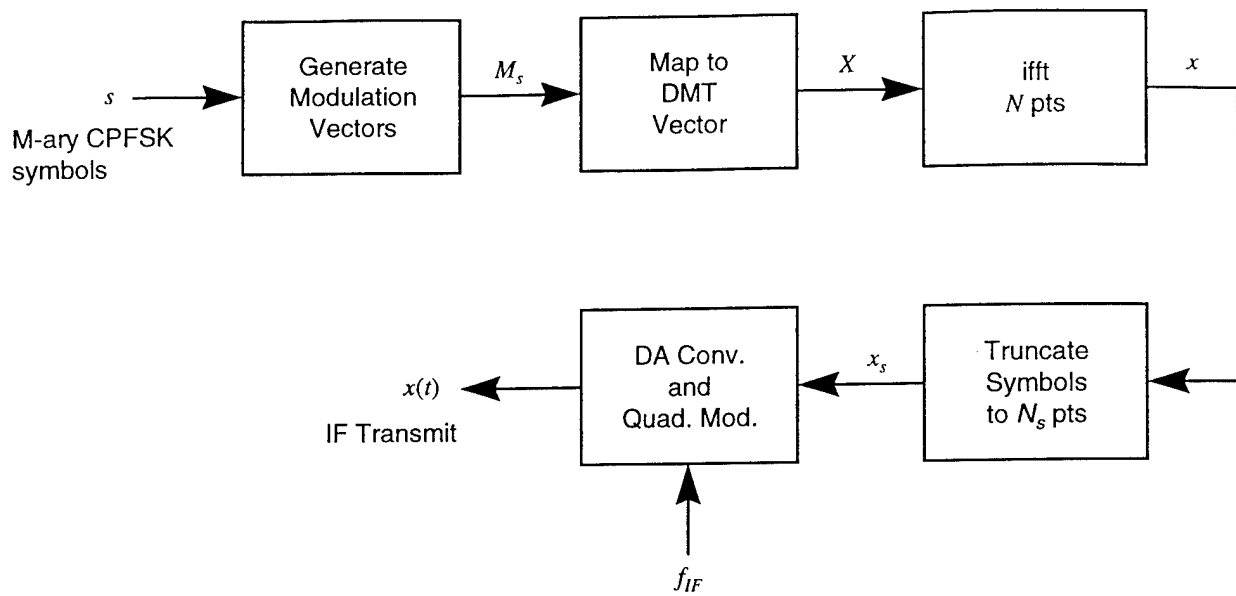 s
M-ary CPFSK
symbols
Generate
Modulation
Vectors
M_s
Map to
DMT
Vector
X
ifft
N pts
x
x(t)
IF Transmit
DA Conv.
and
Quad. Mod.
x_s
Truncate
Symbols
to N_s pts
f_IF